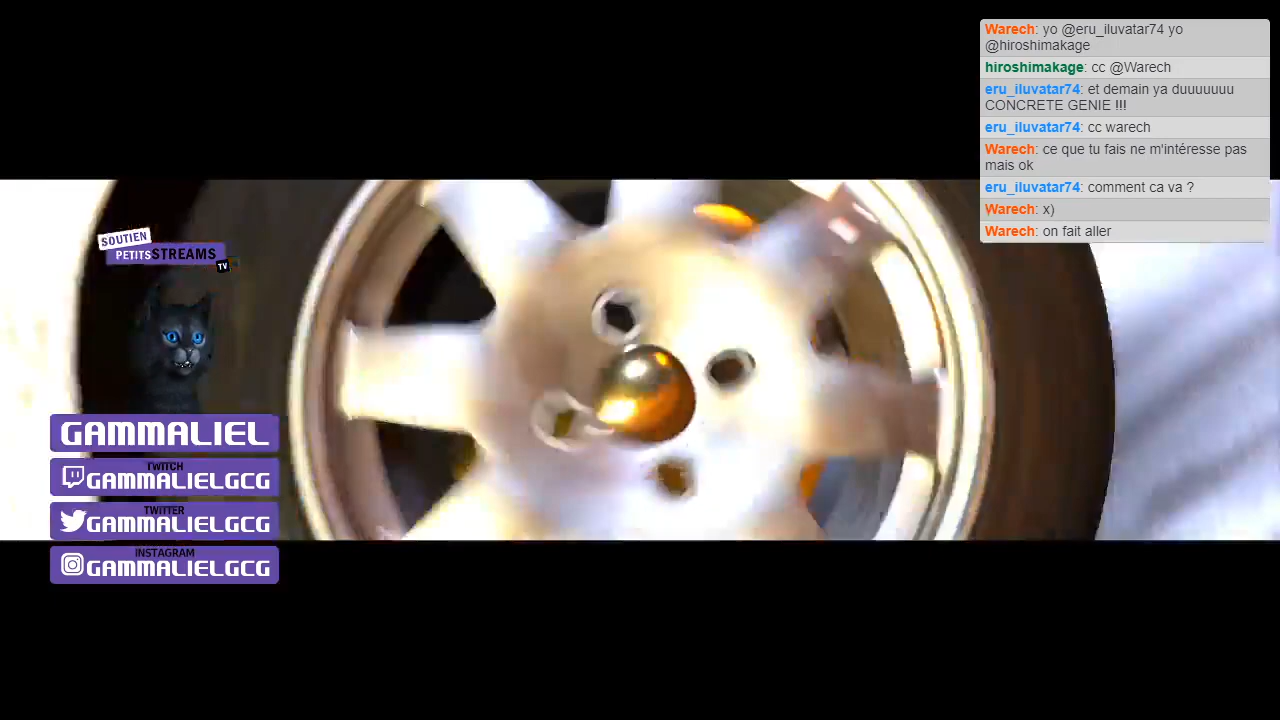 Warech: yo @eru_iluvatar74 yo
@hiroshimakage
hiroshimakage: cc @Warech
eru_iluvatar74: et demain ya duuuuuuu
CONCRETE GENIE !!!
eru_iluvatar74: cc warech
Warech: ce que tu fais ne m'intéresse pas
mais ok
eru_iluvatar74: comment ca va ?
Warech: x)
Warech: on fait aller
SOUTIEN
PETITSSTREAMS
TV
GAMMALIEL
TWITCH
GAMMALIELGCG
TWITTER
GAMMALIELGCG
INSTAGRAM
GAMMALIELGCG